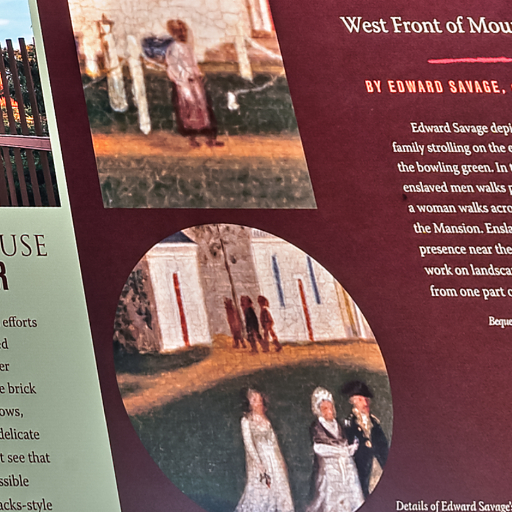 West Front of Mou
BY EDWARD SAVAGE,
Edward Savage depi
family strolling on the e
the bowling green. In t
enslaved men walks p
a woman walks acro
the Mansion. Ensla
presence near the
work on landsca
from one part o
Beque
USE
R
efforts
ed
er
e brick
ows,
delicate
t see that
ssible
acks-style
Details of Edward Savage's